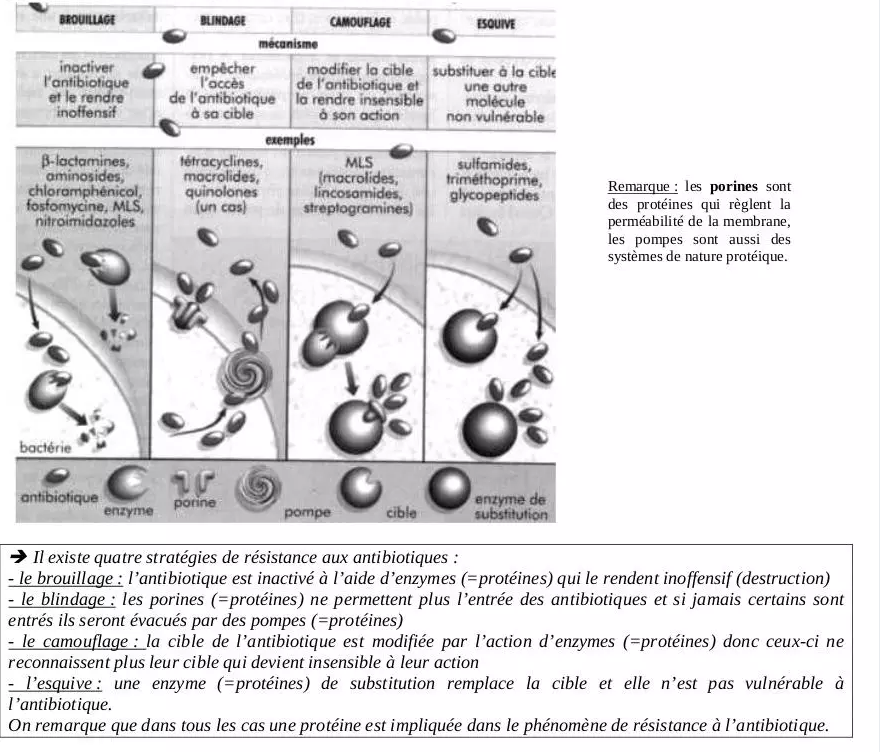 BROUILLAGE
BLINDAGE
CAMOUFLAGE
ESQUIVE
mécanisme
inactiver
l'antibiotique
et le rendre
inoffensif
empêcher
l'accès
de l'antibiotique
à sa cible
modifier la cible
de l'antibiotique et
la rendre insensible
à son action
substituer à la cible
une autre
molécule
non vulnérable
exemples
β-lactamines,
aminosides,
chloramphénicol,
fosfomycine, MLS,
nitroimidazoles
tétracyclines,
macrolides,
quinolones
(un cas)
MLS
(macrolides,
lincosamides,
streptogramines)
sulfamides,
triméthoprime,
glycopeptides
bactérie
antibiotique
enzyme
porine
pompe
cible
enzyme de
substitution
Remarque : les porines sont
des protéines qui règlent la
perméabilité de la membrane,
les pompes sont aussi des
systèmes de nature protéique.
➔ Il existe quatre stratégies de résistance aux antibiotiques :
- le brouillage : l'antibiotique est inactivé à l'aide d'enzymes (=protéines) qui le rendent inoffensif (destruction)
- le blindage : les porines (=protéines) ne permettent plus l'entrée des antibiotiques et si jamais certains sont
entrés ils seront évacués par des pompes (=protéines)
- le camouflage : la cible de l'antibiotique est modifiée par l'action d'enzymes (=protéines) donc ceux-ci ne
reconnaissent plus leur cible qui devient insensible à leur action
- l'esquive : une enzyme (=protéines) de substitution remplace la cible et elle n'est pas vulnérable à
l'antibiotique.
On remarque que dans tous les cas une protéine est impliquée dans le phénomène de résistance à l'antibiotique.